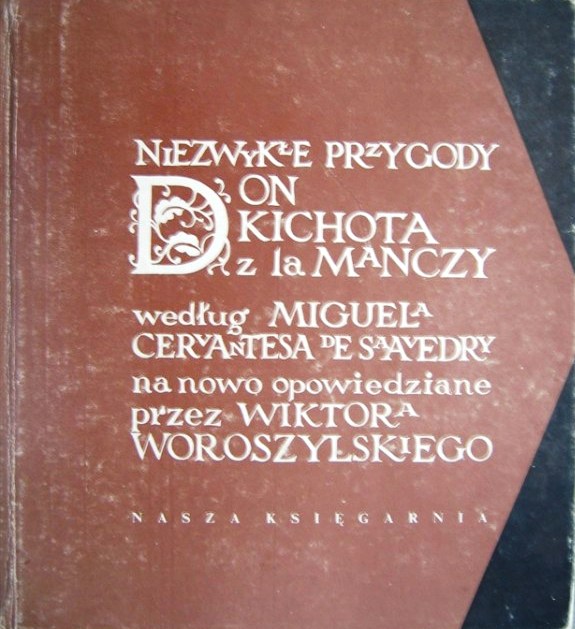 NIEZWYKŁE PRZYGODY
DON
KICHOTA
z la MANCZY
według MIGUELA
CERVANTESA DE SAAVEDRY
na nowo opowiedziane
przez WIKTORA
WOROSZYLSKIEGO
NASZA KSIĘGARNIA